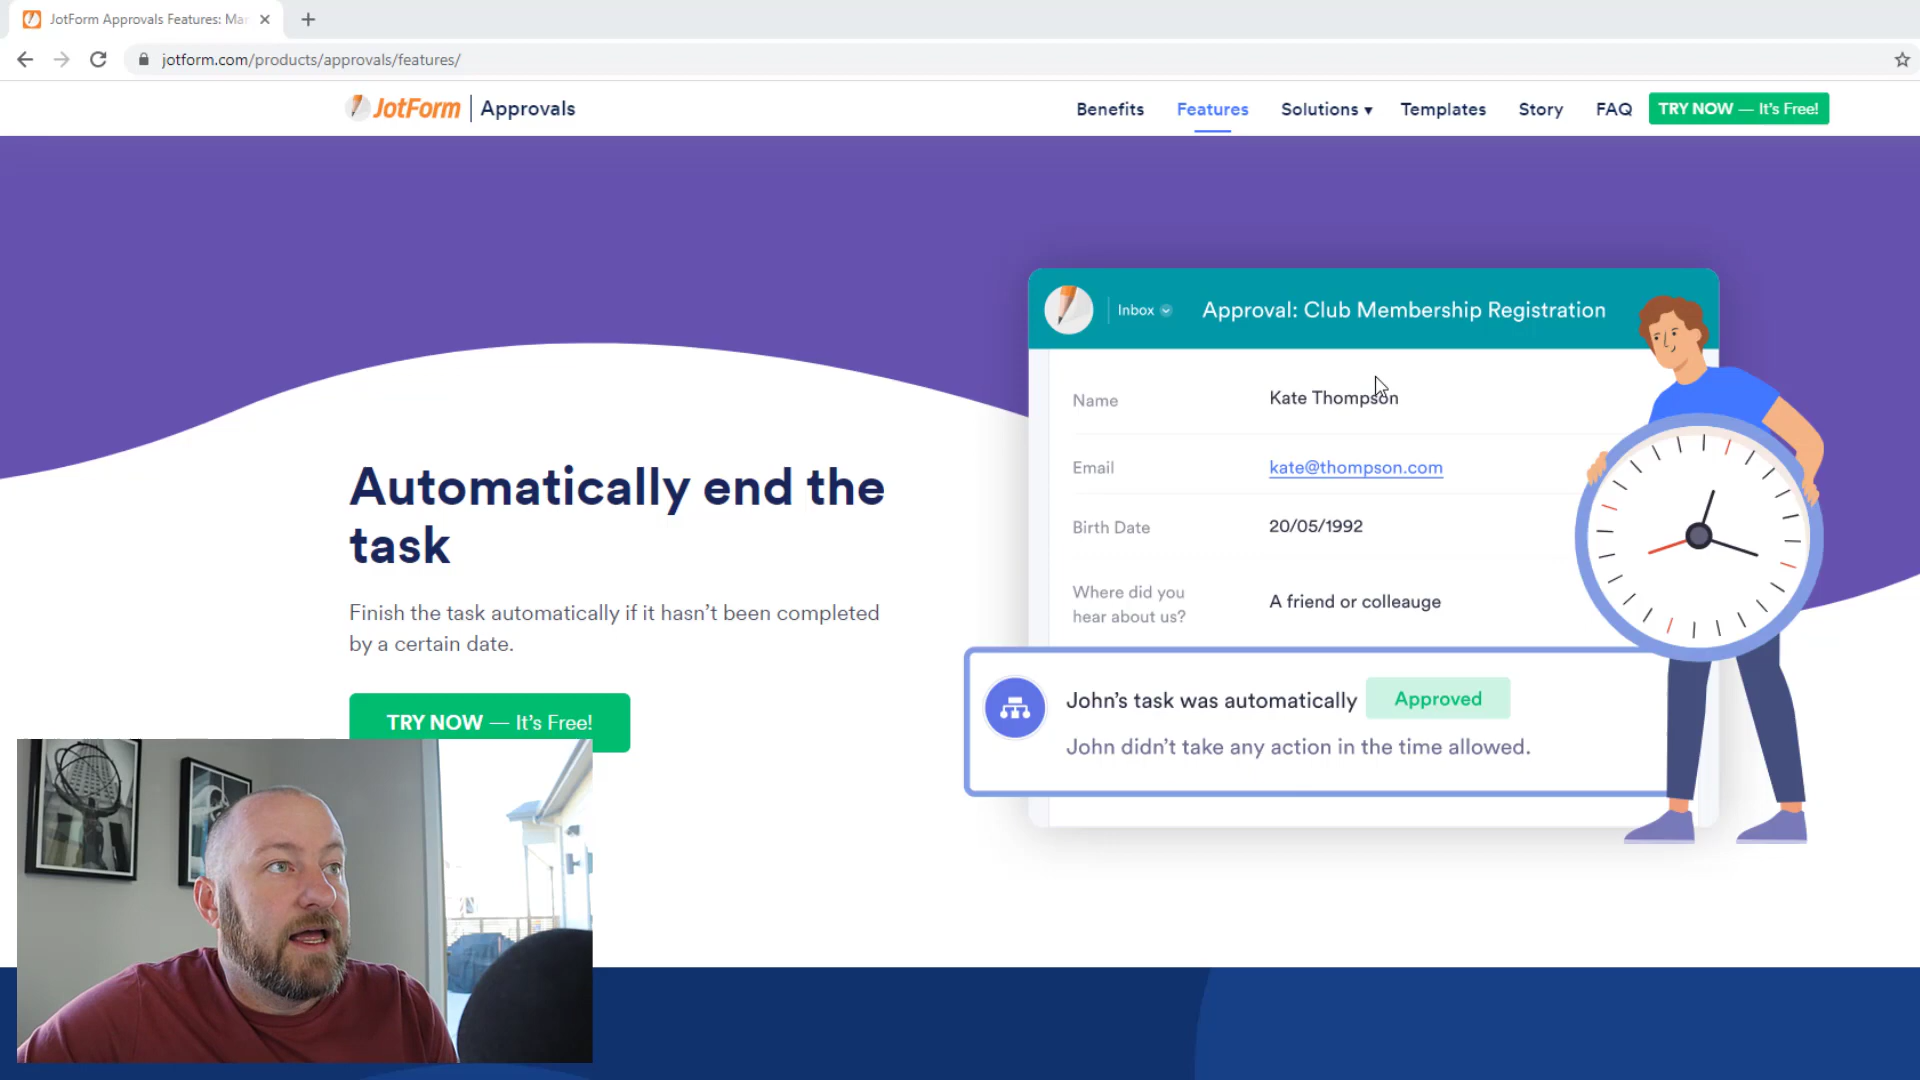 JotForm Approvals Features: Ma
jotform.com/products/approvals/features/
JotForm | Approvals
Benefits
Features
Solutions ▾
Templates
Story
FAQ
TRY NOW — It's Free!
Inbox
Approval: Club Membership Registration
Name
Kate Thompson
Email
kate@thompson.com
Birth Date
20/05/1992
Where did you
hear about us?
A friend or colleauge
John's task was automatically Approved
John didn't take any action in the time allowed.
Automatically end the
task
Finish the task automatically if it hasn't been completed
by a certain date.
TRY NOW — It's Free!